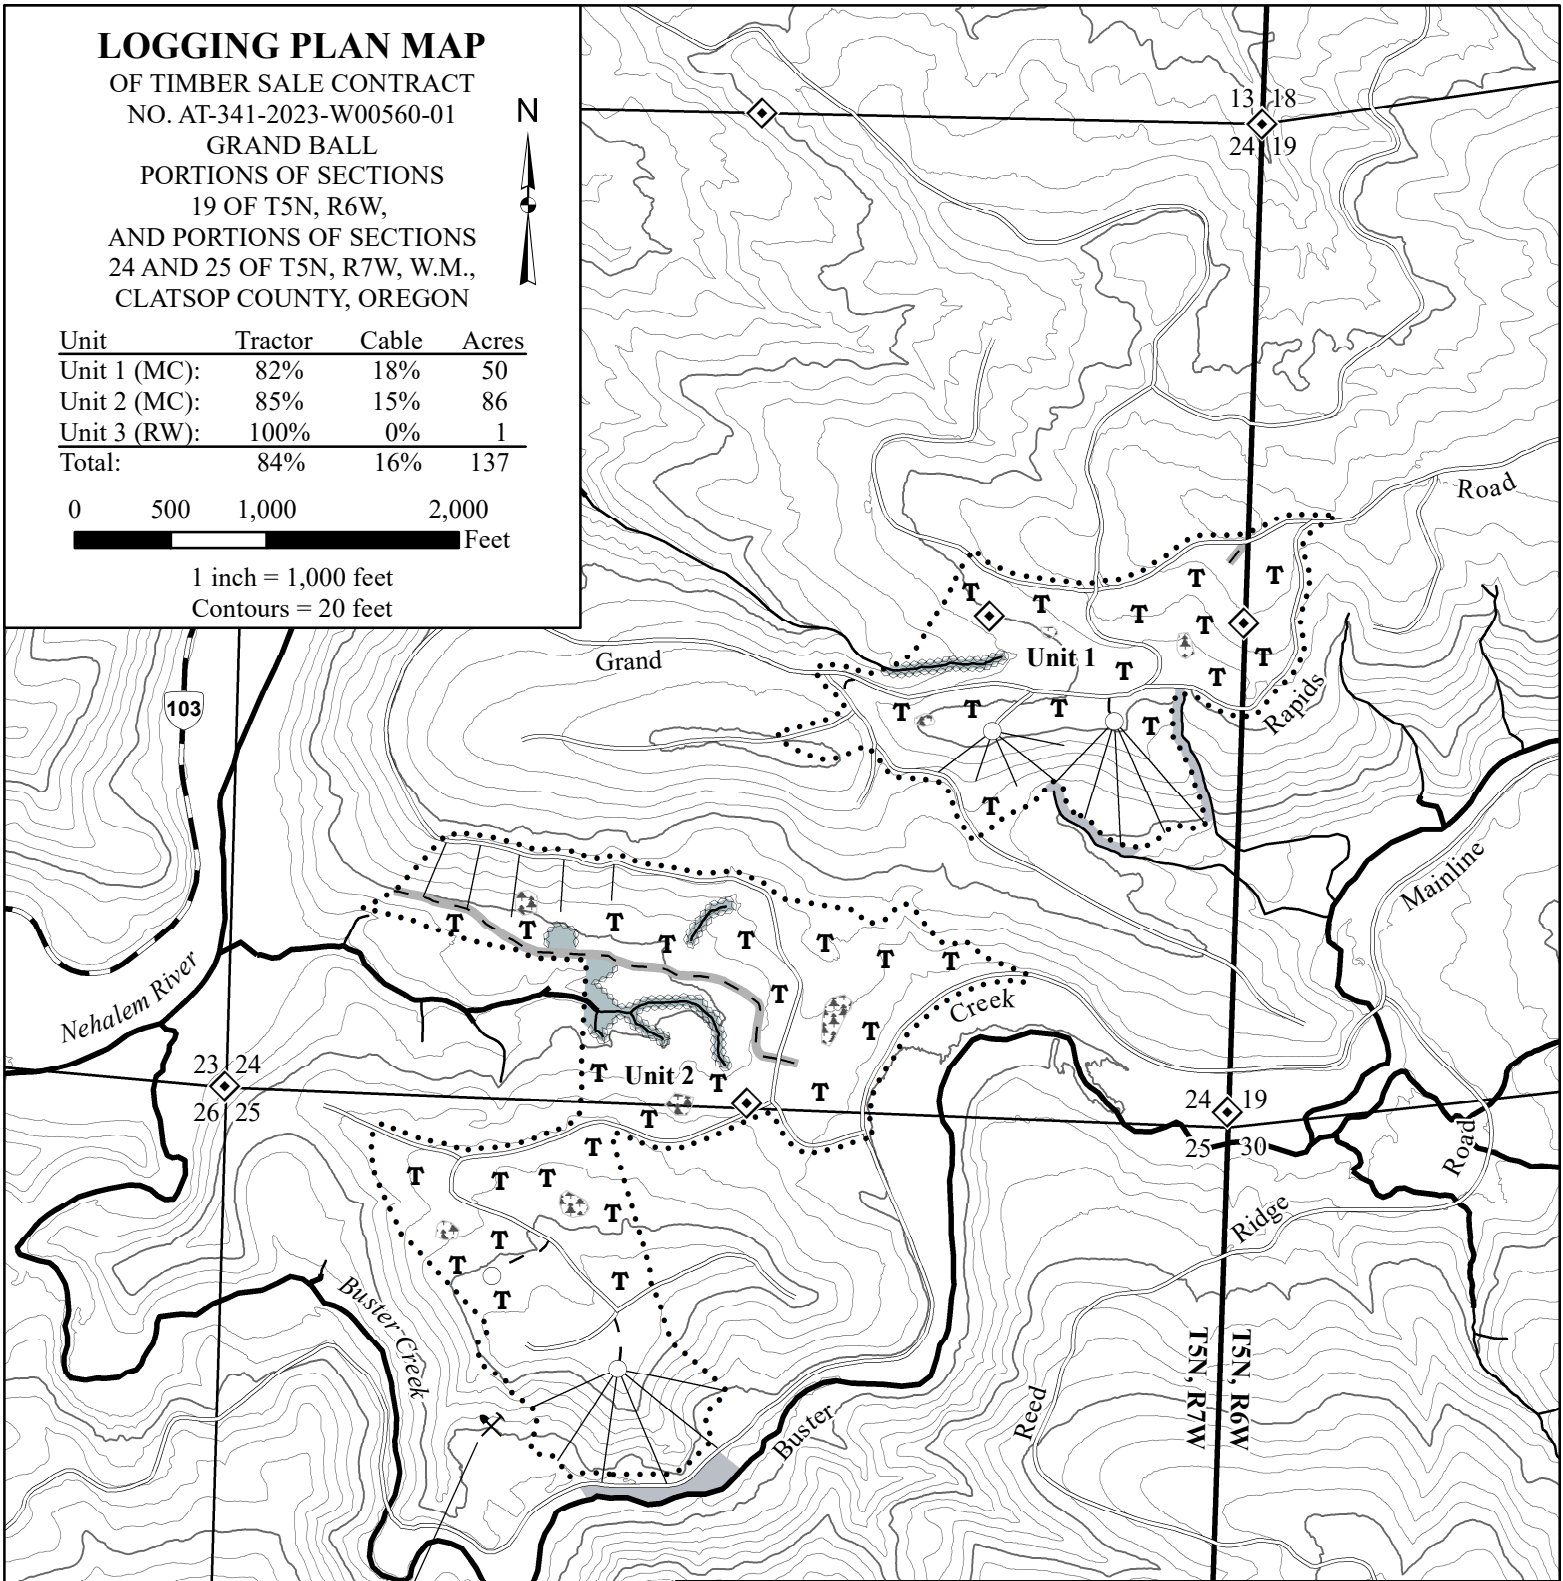 LOGGING PLAN MAP
OF TIMBER SALE CONTRACT
NO. AT-341-2023-W00560-01
GRAND BALL
PORTIONS OF SECTIONS
19 OF T5N, R6W,
AND PORTIONS OF SECTIONS
24 AND 25 OF T5N, R7W, W.M.,
CLATSOP COUNTY, OREGON
N
Unit Tractor Cable Acres
Unit 1 (MC): 82% 18% 50
Unit 2 (MC): 85% 15% 86
Unit 3 (RW): 100% 0% 1
Total: 84% 16% 137
0 500 1,000 2,000
Feet
1 inch = 1,000 feet
Contours = 20 feet
13 18
24 19
Road
T T
T T T
T
Grand
Unit 1
T
T
T
T
Rapids
103
T T T T
T
Mainline
T T T T T
T T
T T
Nehalem River
T
Creek
T
23 24
26 25
T
Unit 2
T
T
T
24 19
25 30
T
Road
T T T
T
Ridge
T
T
T
T
Buster Creek
T5N, R7W
T5N, R6W
Reed
Buster